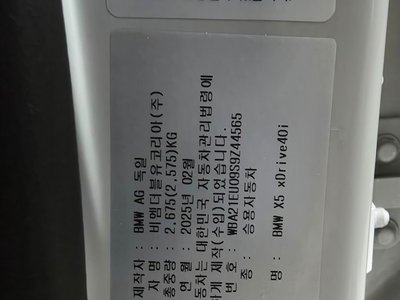 제작자 : BMW AG 독일
자 명 : 비엠더블유코리아(주)
총중량 : 2,675(2,575)KG
연 월 : 2025년 02월
동차는 대한민국 자동차관리법령에
하게 제작(수입)되었습니다.
번 호 : WBA21EU08S9Z44565
종 : 승용자동차
명 : BMW X5 xDrive40i